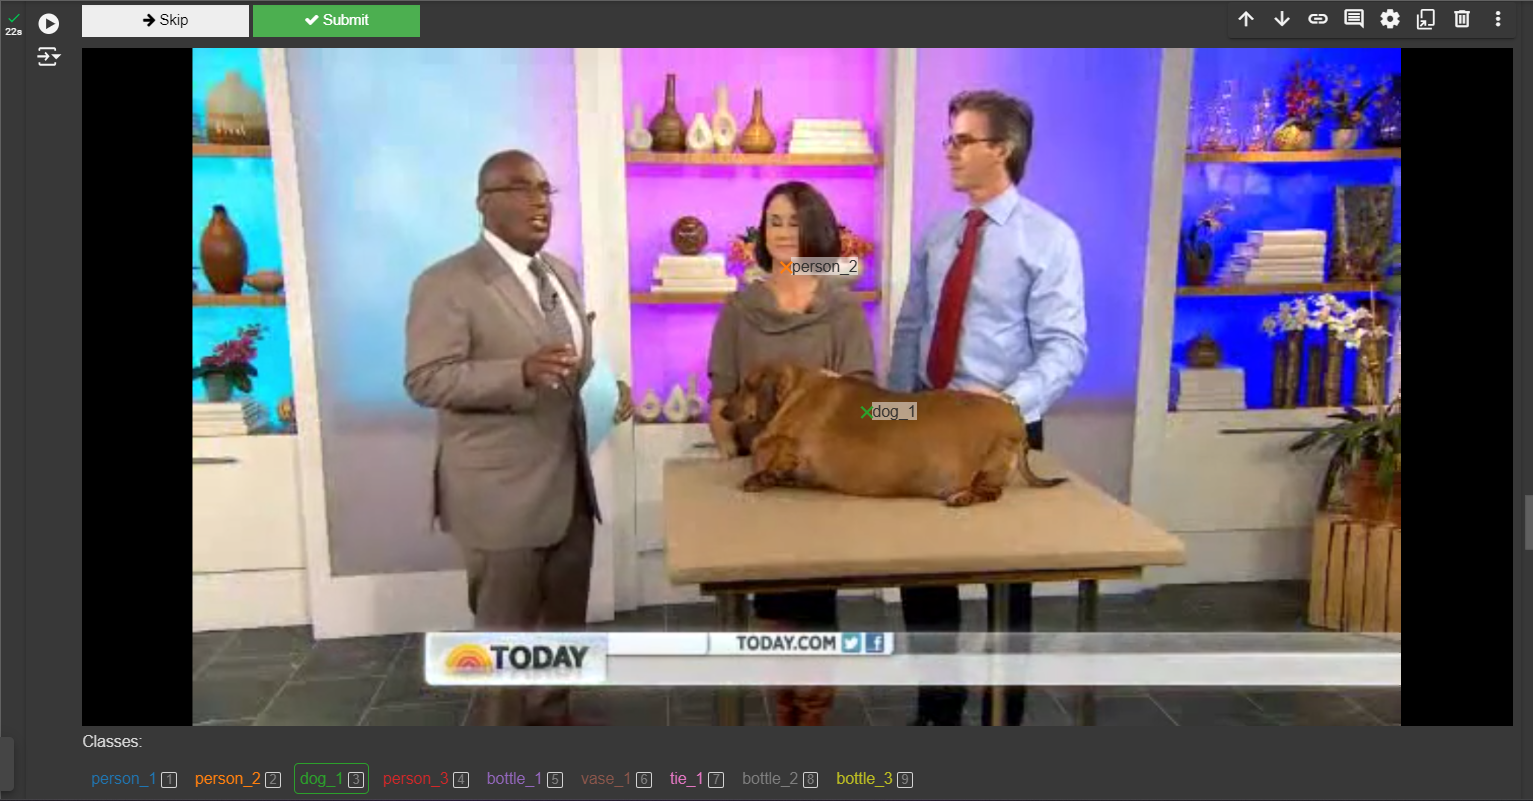 22s
Skip
Submit
person_2
dog_1
TODAY.COM
TODAY
Classes:
person_1 1 person_2 2 dog_1 3 person_3 4 bottle_1 5 vase_1 6 tie_1 7 bottle_2 8 bottle_3 9